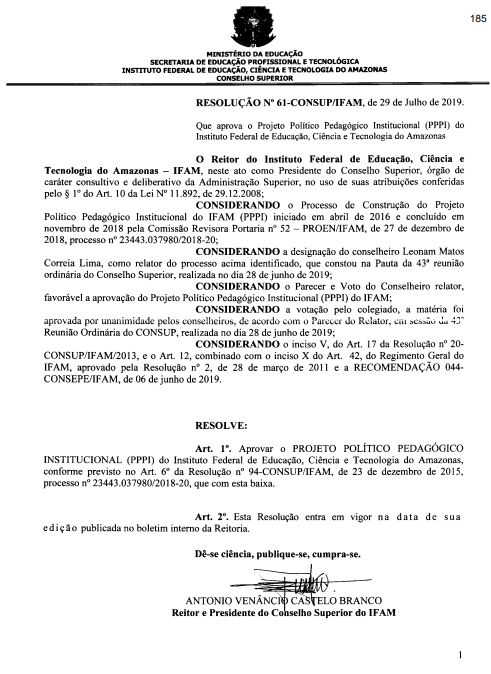 185
MINISTÉRIO DA EDUCAÇÃO
SECRETARIA DE EDUCAÇÃO PROFISSIONAL E TECNOLÓGICA
INSTITUTO FEDERAL DE EDUCAÇÃO, CIÊNCIA E TECNOLOGIA DO AMAZONAS
CONSELHO SUPERIOR
RESOLUÇÃO Nº 61-CONSUP/IFAM, de 29 de Julho de 2019.
Que aprova o Projeto Político Pedagógico Institucional (PPPI) do
Instituto Federal de Educação, Ciência e Tecnologia do Amazonas
O Reitor do Instituto Federal de Educação, Ciência e
Tecnologia do Amazonas – IFAM, neste ato como Presidente do Conselho Superior, órgão de
caráter consultivo e deliberativo da Administração Superior, no uso de suas atribuições conferidas
pelo § 1º do Art. 10 da Lei Nº 11.892, de 29.12.2008;
CONSIDERANDO o Processo de Construção do Projeto
Político Pedagógico Institucional do IFAM (PPPI) iniciado em abril de 2016 e concluído em
novembro de 2018 pela Comissão Revisora Portaria nº 52 – PROEN/IFAM, de 27 de dezembro de
2018, processo nº 23443.037980/2018-20;
CONSIDERANDO a designação do conselheiro Leonam Matos
Correia Lima, como relator do processo acima identificado, que constou na Pauta da 43ª reunião
ordinária do Conselho Superior, realizada no dia 28 de junho de 2019;
CONSIDERANDO o Parecer e Voto do Conselheiro relator,
favorável a aprovação do Projeto Político Pedagógico Institucional (PPPI) do IFAM;
CONSIDERANDO a votação pelo colegiado, a matéria foi
aprovada por unanimidade pelos conselheiros, de acordo com o Parecer do Relator, em sessão da 43ª
Reunião Ordinária do CONSUP, realizada no dia 28 de junho de 2019;
CONSIDERANDO o inciso V, do Art. 17 da Resolução nº 20-
CONSUP/IFAM/2013, e o Art. 12, combinado com o inciso X do Art. 42, do Regimento Geral do
IFAM, aprovado pela Resolução nº 2, de 28 de março de 2011 e a RECOMENDAÇÃO 044-
CONSEPE/IFAM, de 06 de junho de 2019.
RESOLVE:
Art. 1º. Aprovar o PROJETO POLÍTICO PEDAGÓGICO
INSTITUCIONAL (PPPI) do Instituto Federal de Educação, Ciência e Tecnologia do Amazonas,
conforme previsto no Art. 6º da Resolução nº 94-CONSUP/IFAM, de 23 de dezembro de 2015,
processo nº 23443.037980/2018-20, que com esta baixa.
Art. 2º. Esta Resolução entra em vigor na data de sua
edição publicada no boletim interno da Reitoria.
Dê-se ciência, publique-se, cumpra-se.
ANTONIO VENÂNCIO CASTELO BRANCO
Reitor e Presidente do Conselho Superior do IFAM
1